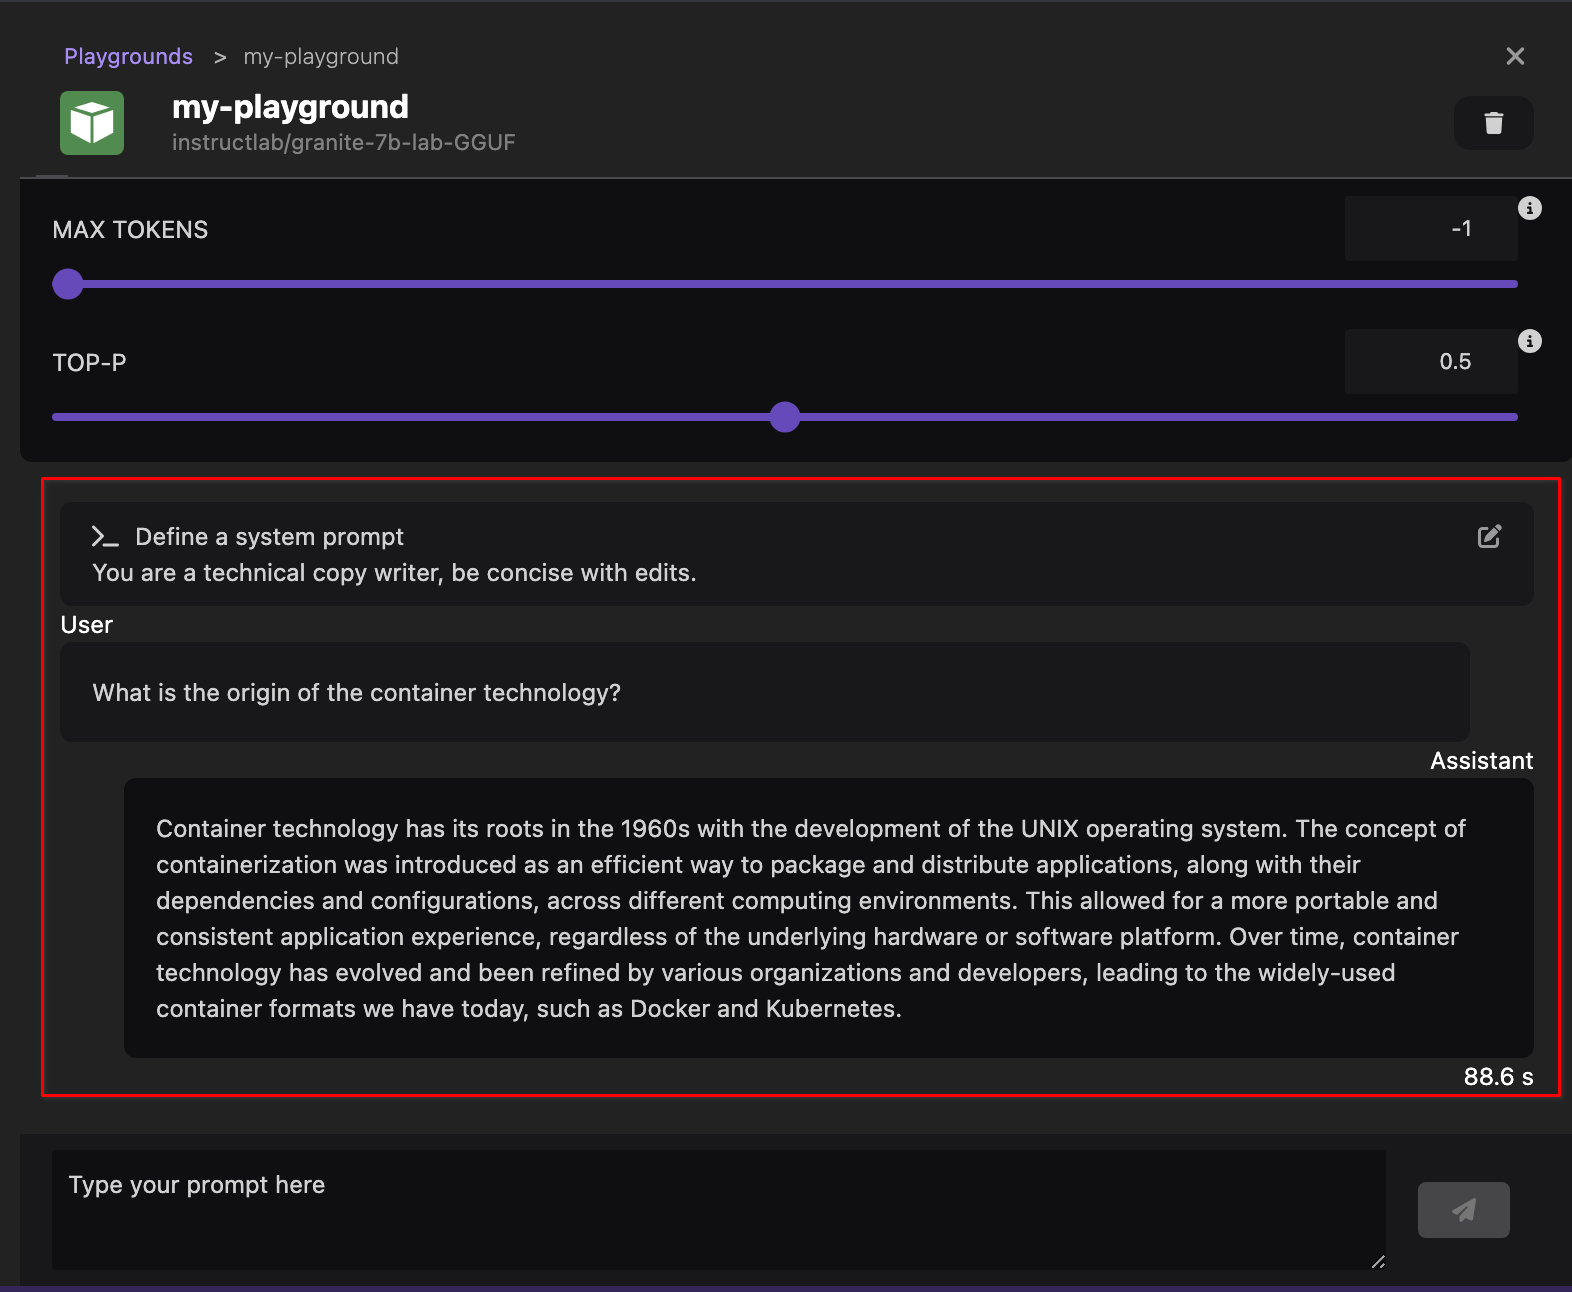 Playgrounds > my-playground
my-playground
instructlab/granite-7b-lab-GGUF
MAX TOKENS
-1
TOP-P
0.5
Define a system prompt
You are a technical copy writer, be concise with edits.
User
What is the origin of the container technology?
Assistant
Container technology has its roots in the 1960s with the development of the UNIX operating system. The concept of
containerization was introduced as an efficient way to package and distribute applications, along with their
dependencies and configurations, across different computing environments. This allowed for a more portable and
consistent application experience, regardless of the underlying hardware or software platform. Over time, container
technology has evolved and been refined by various organizations and developers, leading to the widely-used
container formats we have today, such as Docker and Kubernetes.
88.6 s
Type your prompt here